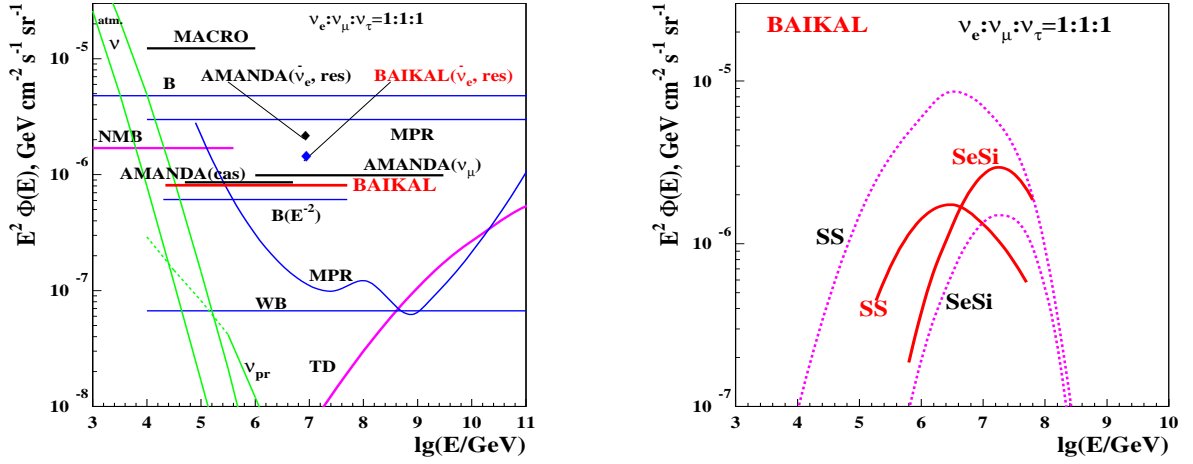 ν_e:ν_μ:ν_τ=1:1:1
atm.
ν
MACRO
AMANDA(ν̄_e, res)
BAIKAL(ν̄_e, res)
B
MPR
NMB
AMANDA(ν_μ)
AMANDA(cas)
BAIKAL
B(E^-2)
MPR
WB
TD
ν_pr
E^2 Φ(E), GeV cm^-2 s^-1 sr^-1
10^-5
10^-6
10^-7
10^-8
3 4 5 6 7 8 9 10 11
lg(E/GeV)
BAIKAL
ν_e:ν_μ:ν_τ=1:1:1
SeSi
SS
SS
SeSi
E^2 Φ(E), GeV cm^-2 s^-1 sr^-1
10^-5
10^-6
10^-7
3 4 5 6 7 8 9 10
lg(E/GeV)